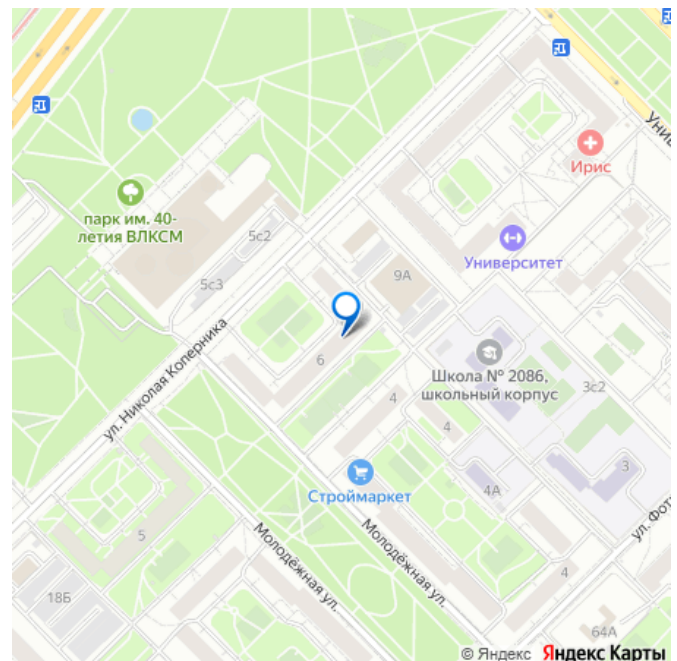 Уни
Ирис
парк им. 40-
летия ВЛКСМ
5с2
Университет
5с3
9А
ул. Николая Коперника
6
Школа № 2086,
школьный корпус
3с2
4
4
Строймаркет
4А
3
ул. Фот
5
Молодёжная ул.
Молодёжная ул.
4
18Б
64А
© Яндекс Яндекс Карты